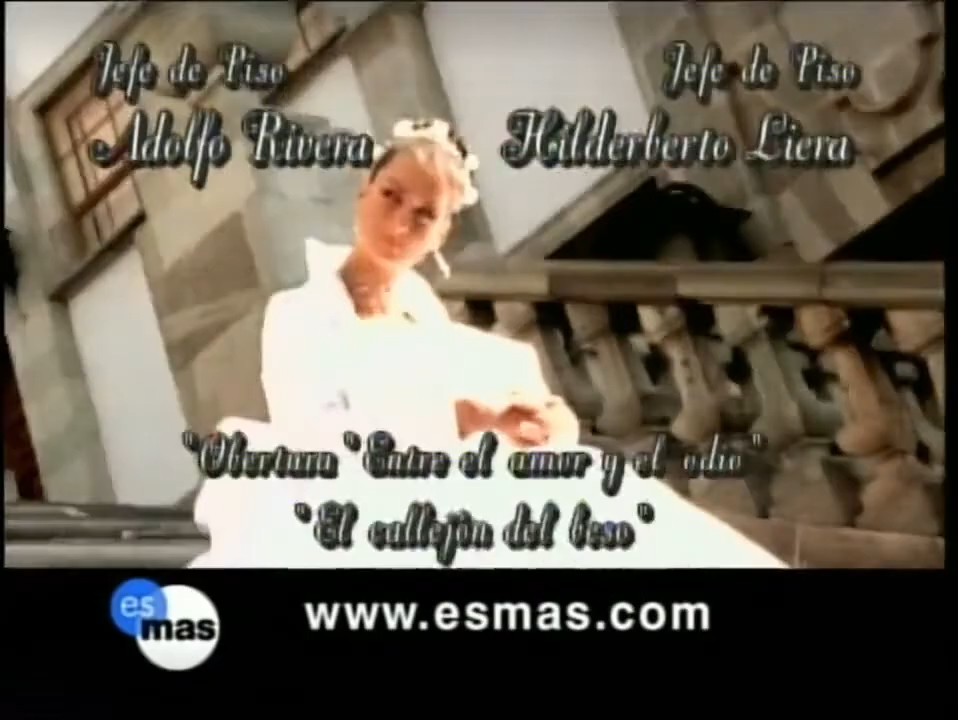 Jefe de Piso
Adolfo Rivera
Jefe de Piso
Hilderberto Liera
"Obertura "Entre el amor y el odio"
"El callejón del beso"
es mas
www.esmas.com